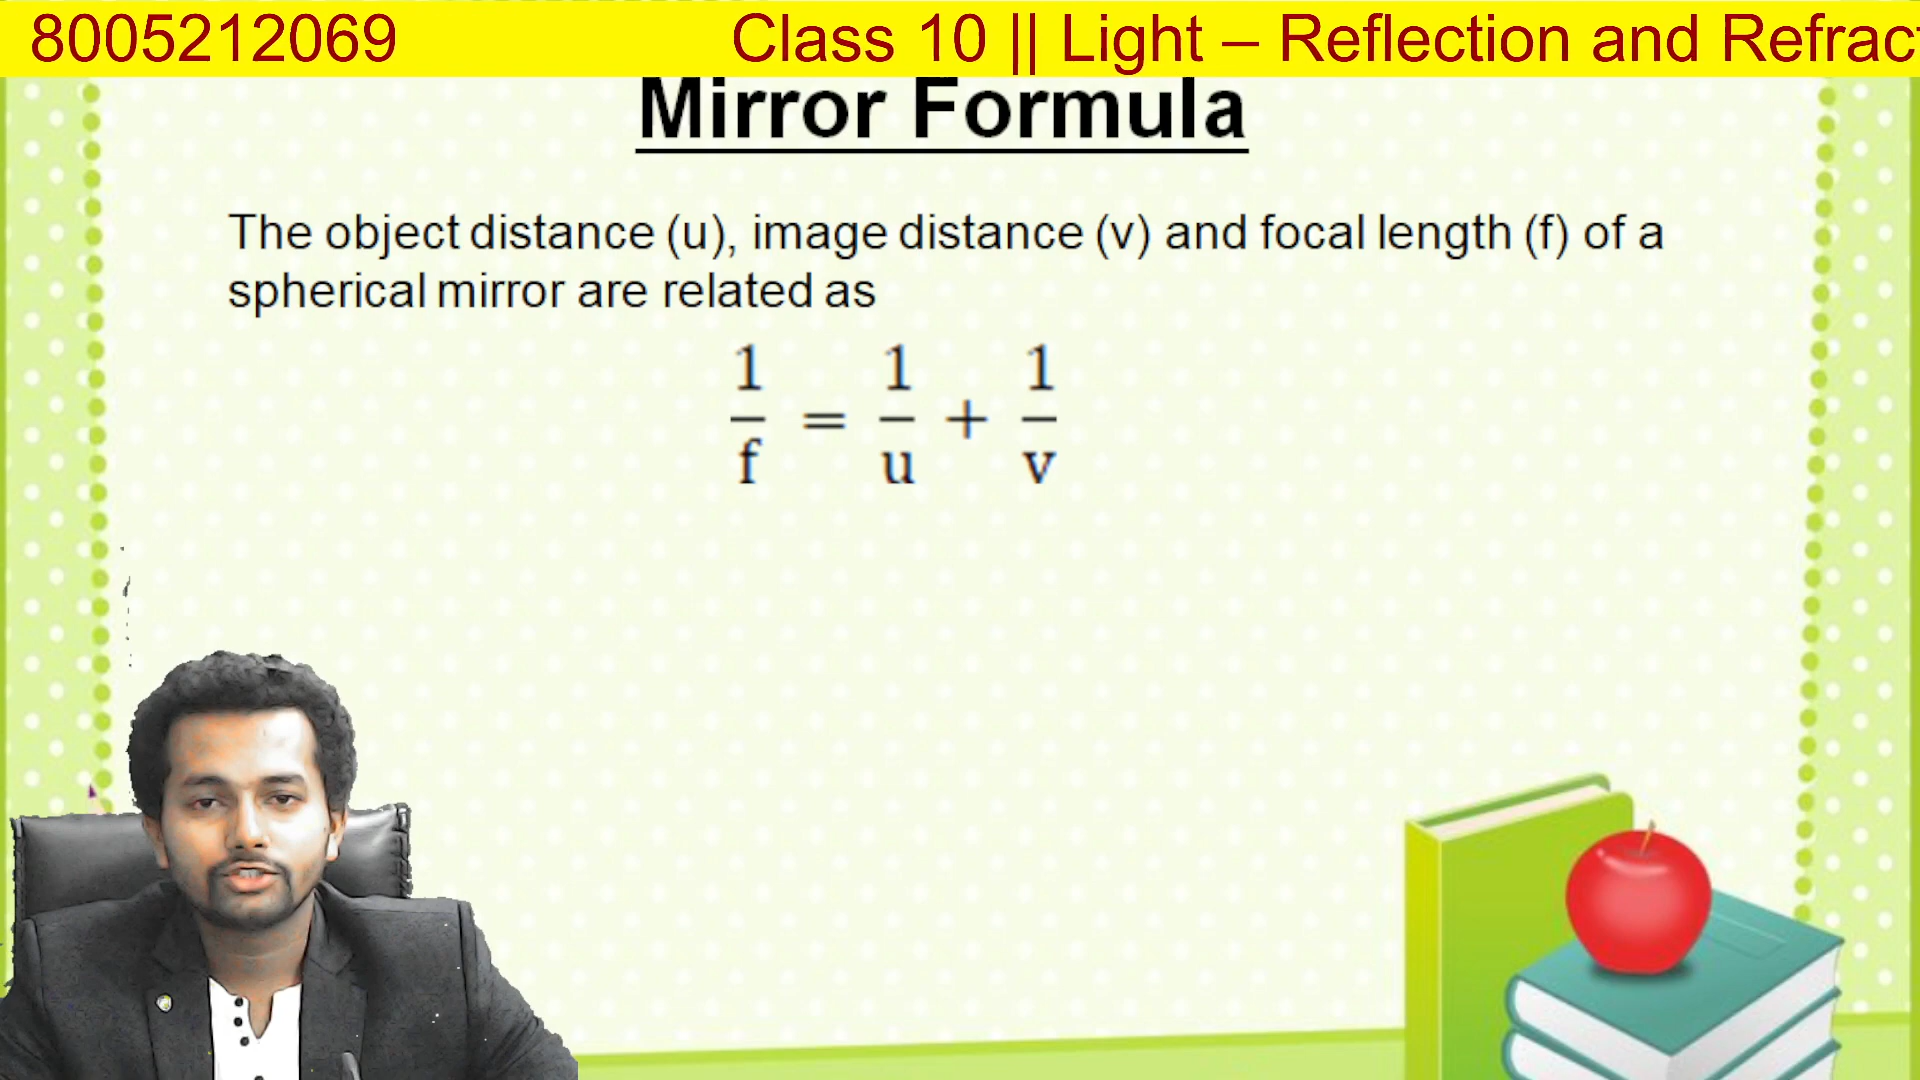 8005212069 Class 10 || Light – Reflection and Refrac
Mirror Formula
The object distance (u), image distance (v) and focal length (f) of a
spherical mirror are related as
1/f = 1/u + 1/v